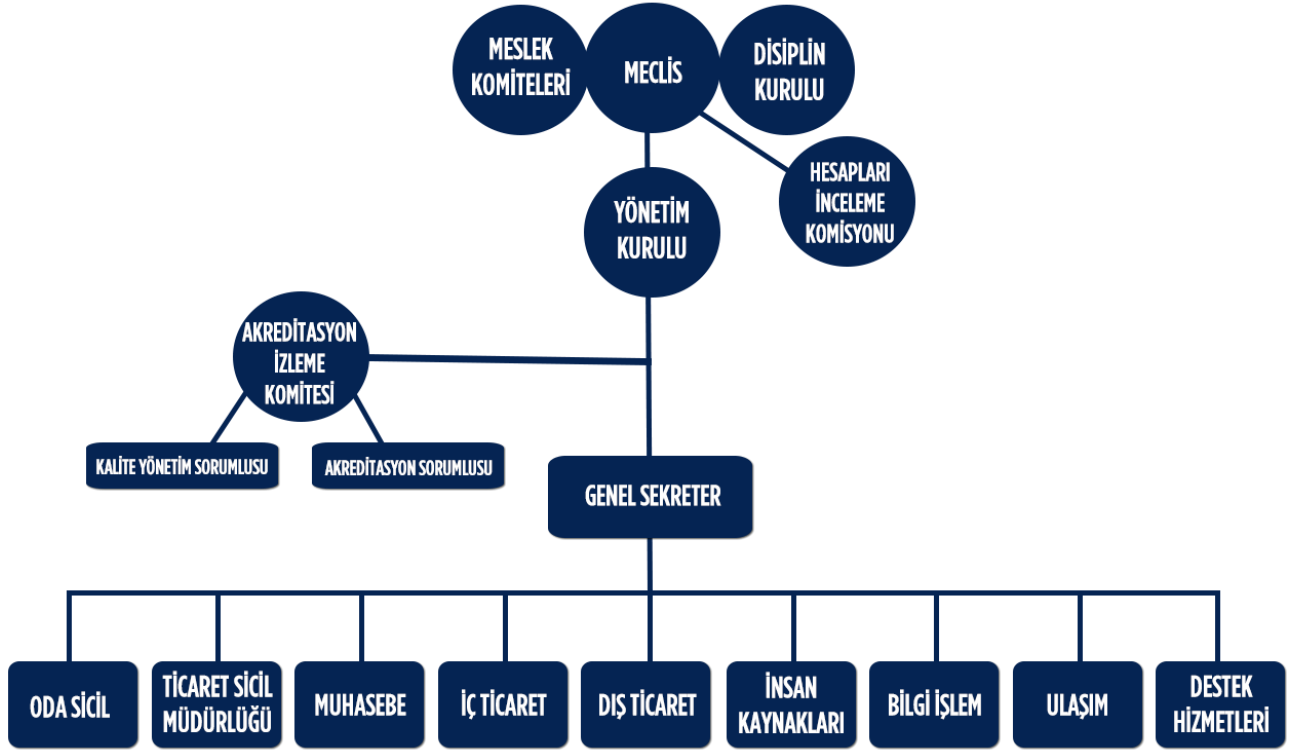 MESLEK
KOMİTELERİ
MECLİS
DİSİPLİN
KURULU
HESAPLARI
İNCELEME
KOMİSYONU
YÖNETİM
KURULU
AKREDİTASYON
İZLEME
KOMİTESİ
KALİTE YÖNETİM SORUMLUSU
AKREDİTASYON SORUMLUSU
GENEL SEKRETER
ODA SİCİL
TİCARET SİCİL
MÜDÜRLÜĞÜ
MUHASEBE
İÇ TİCARET
DIŞ TİCARET
İNSAN
KAYNAKLARI
BİLGİ İŞLEM
ULAŞIM
DESTEK
HİZMETLERİ